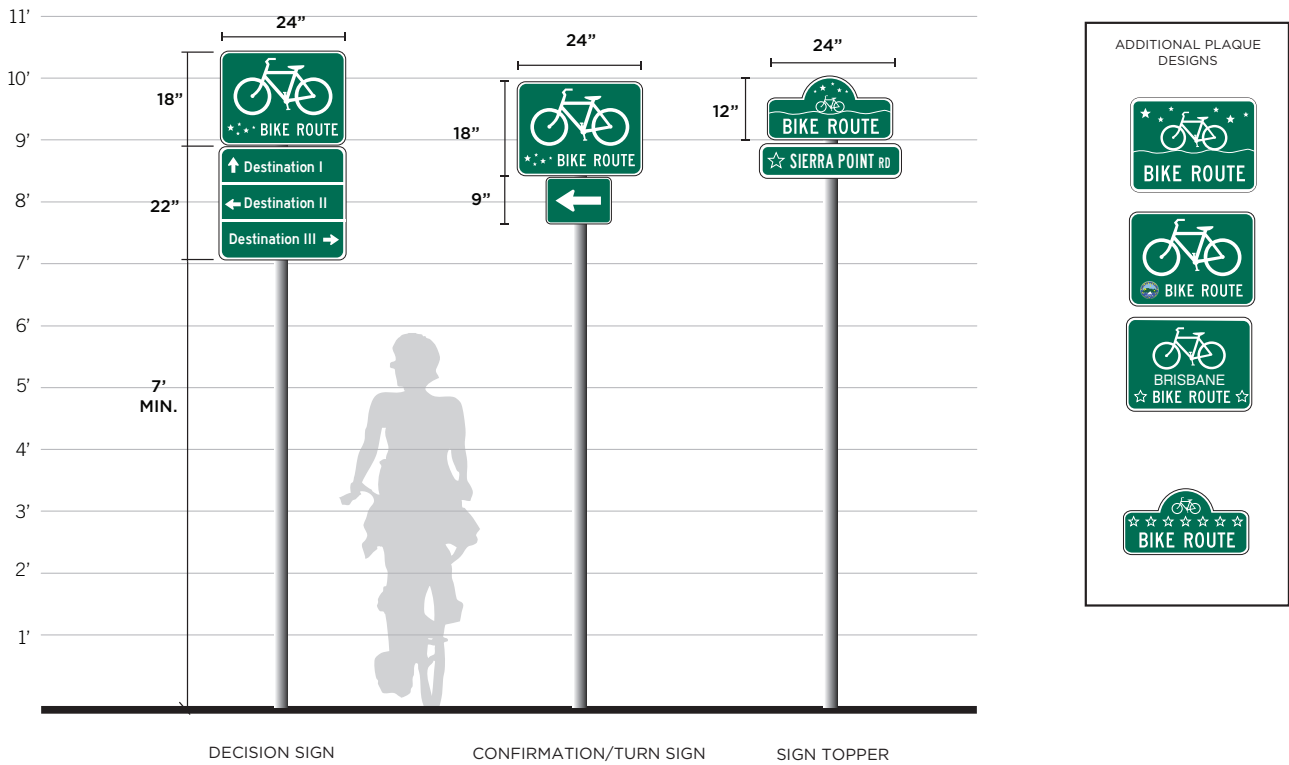 11’
10’
9’
8’
7’
6’
5’
4’
3’
2’
1’
24”
18”
22”
7’
MIN.
BIKE ROUTE
Destination I
Destination II
Destination III
24”
18”
9”
BIKE ROUTE
24”
12”
BIKE ROUTE
SIERRA POINT RD
DECISION SIGN
CONFIRMATION/TURN SIGN
SIGN TOPPER
ADDITIONAL PLAQUE
DESIGNS
BIKE ROUTE
BIKE ROUTE
BRISBANE
BIKE ROUTE
BIKE ROUTE